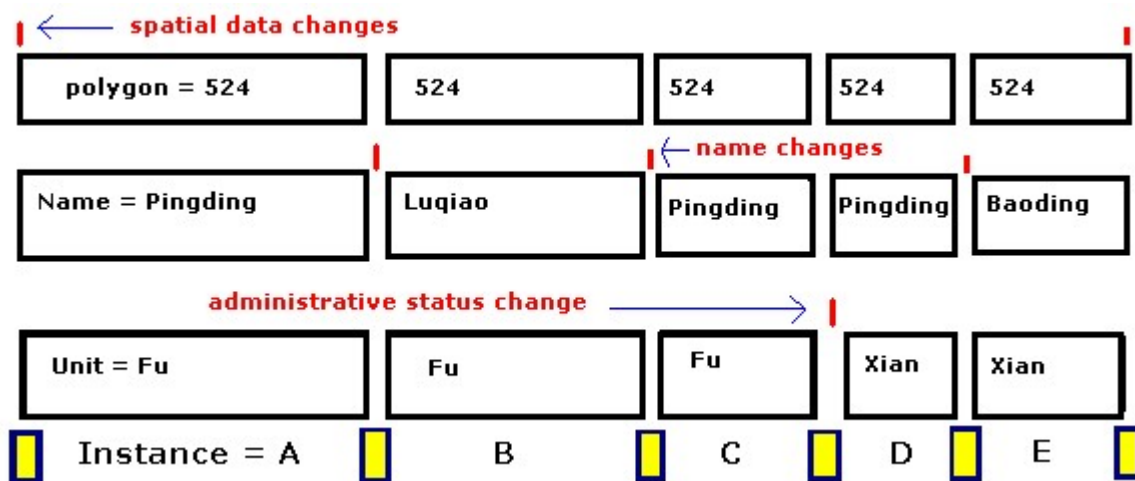 spatial data changes
polygon = 524 524 524 524 524
name changes
Name = Pingding Luqiao Pingding Pingding Baoding
administrative status change
Unit = Fu Fu Fu Xian Xian
Instance = A B C D E